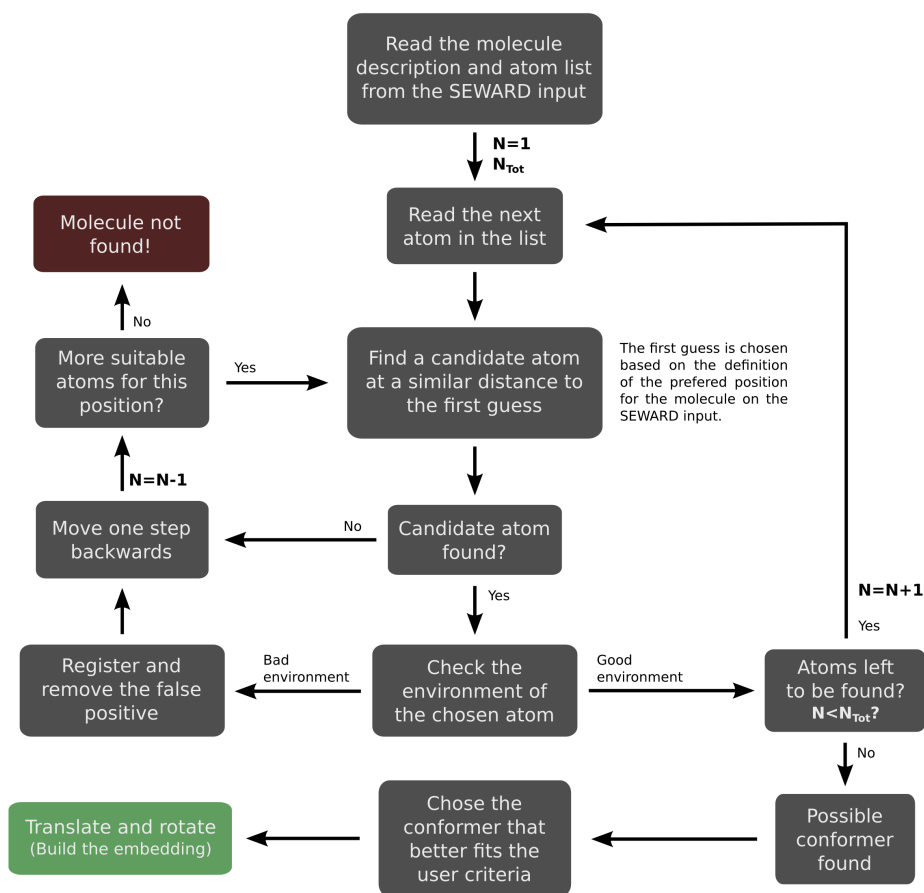 Read the molecule
description and atom list
from the SEWARD input
N=1
N_Tot
Read the next
atom in the list
Molecule not
found!
No
More suitable
atoms for this
position?
Yes
Find a candidate atom
at a similar distance to
the first guess
The first guess is chosen
based on the definition
of the prefered position
for the molecule on the
SEWARD input.
N=N-1
Move one step
backwards
No
Candidate atom
found?
Yes
N=N+1
Yes
Register and
remove the false
positive
Bad
environment
Check the
environment of
the chosen atom
Good
environment
Atoms left
to be found?
N<N_Tot?
No
Translate and rotate
(Build the embedding)
Chose the
conformer that
better fits the
user criteria
Possible
conformer
found